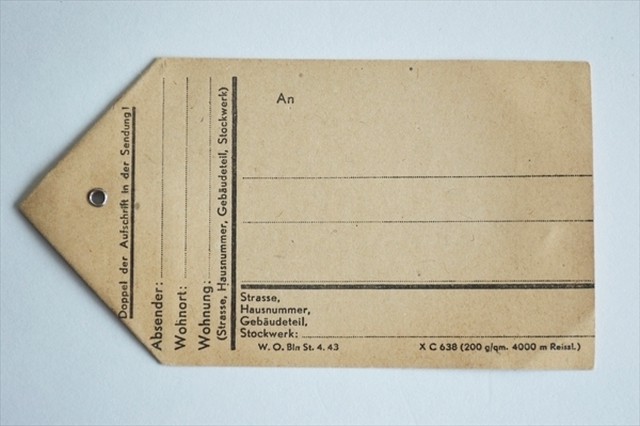 Doppel der Aufschrift in der Sendung!
Absender:
Wohnort:
Wohnung:
(Strasse, Hausnummer, Gebäudeteil, Stockwerk)
An
Strasse,
Hausnummer,
Gebäudeteil,
Stockwerk:
W. O. Bln St. 4. 43
X C 638 (200 g/qm. 4000 m Reissl.)